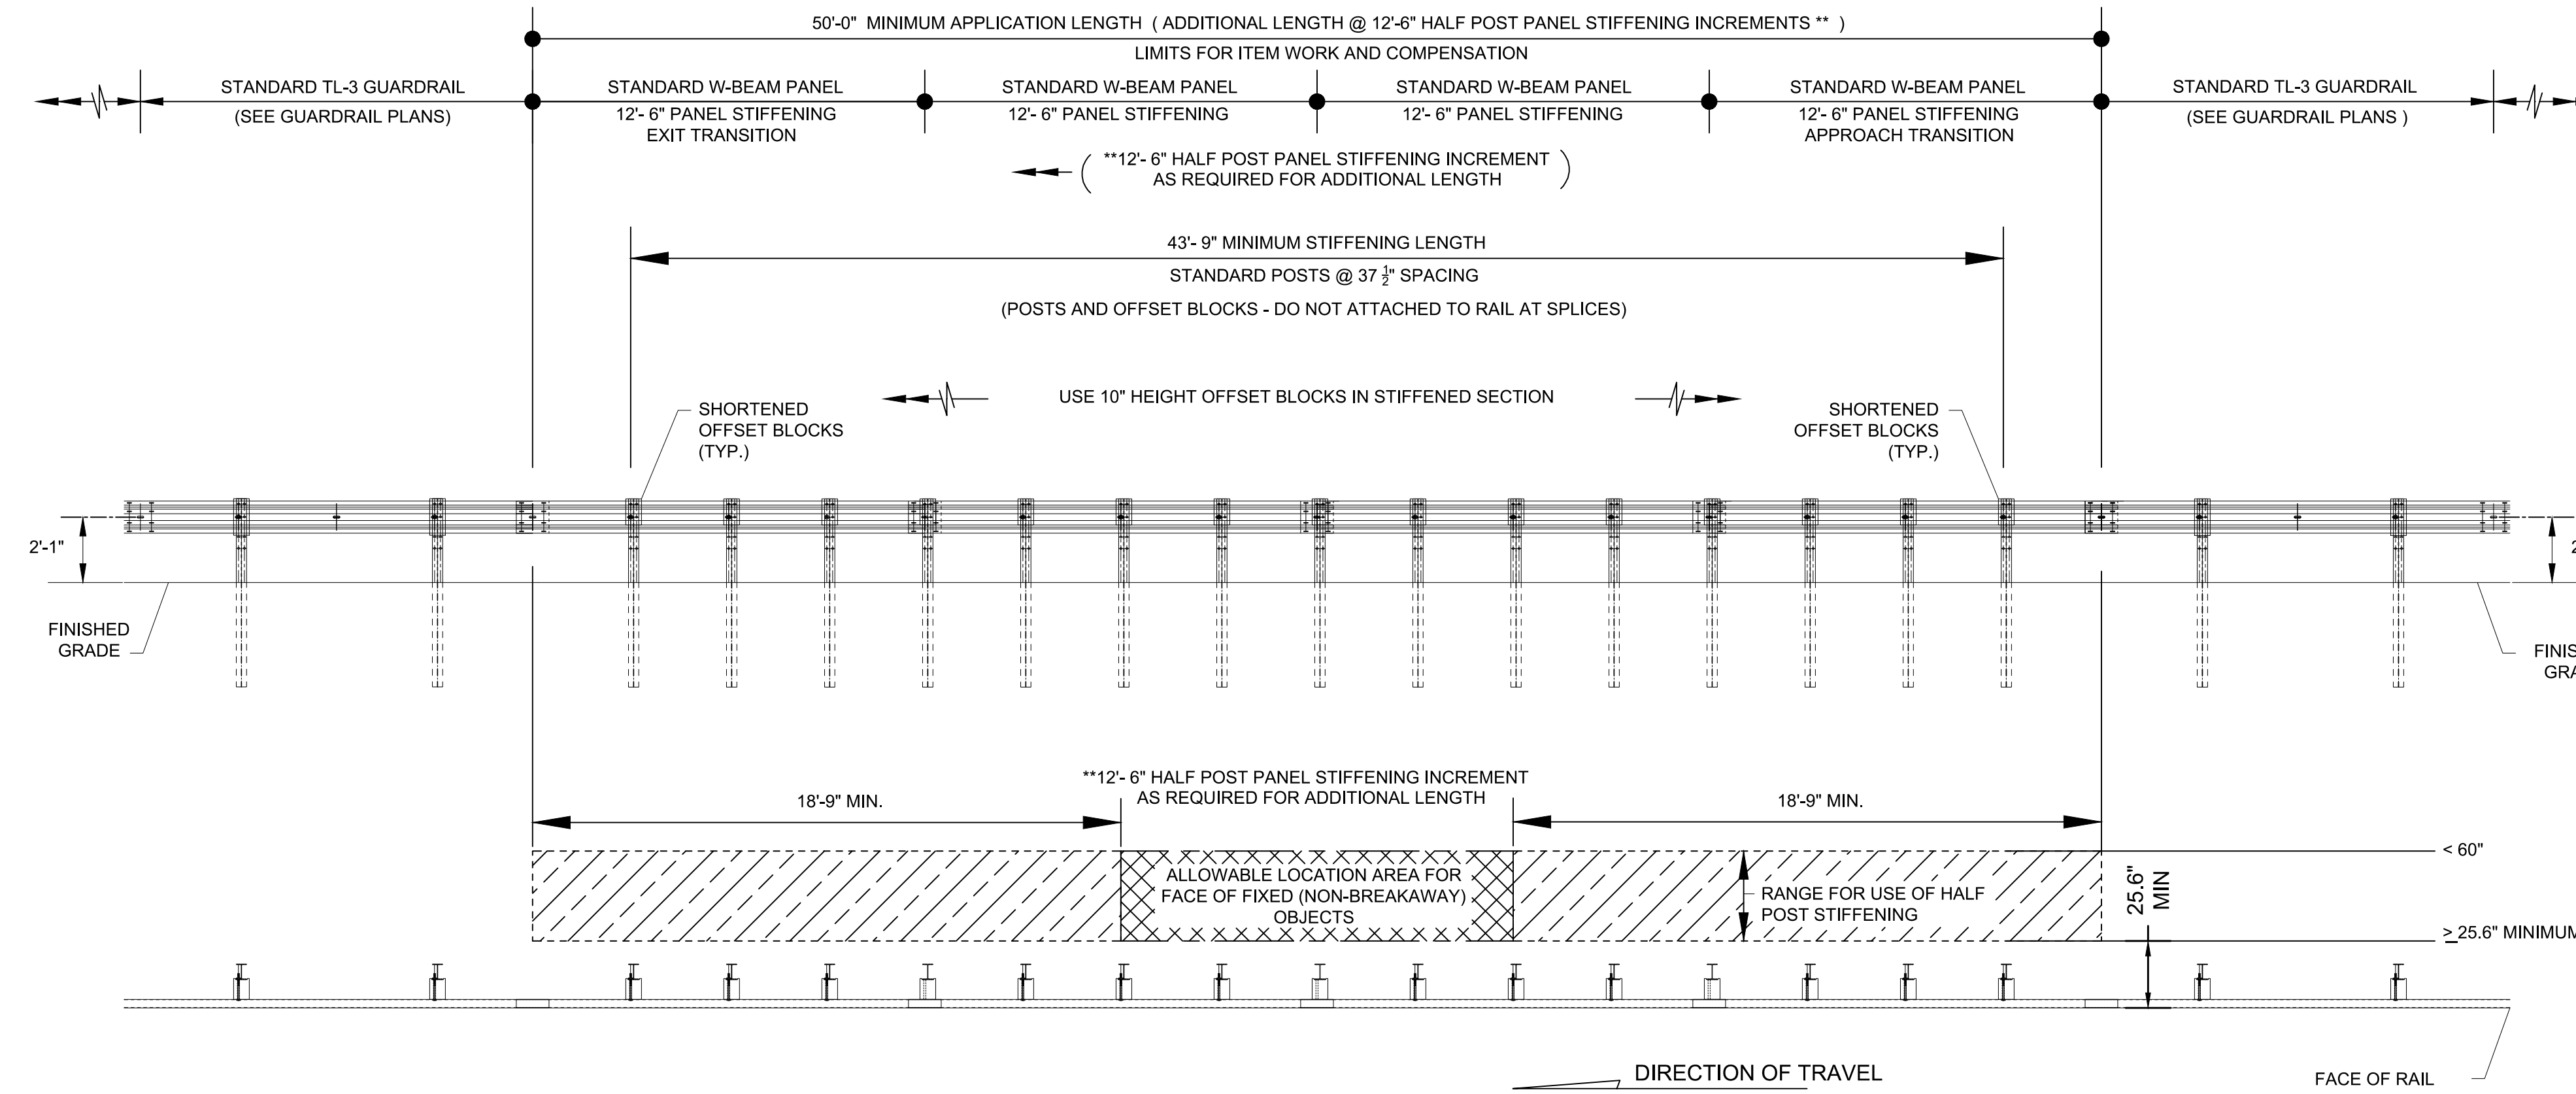 50'-0" MINIMUM APPLICATION LENGTH ( ADDITIONAL LENGTH @ 12'-6" HALF POST PANEL STIFFENING INCREMENTS ** )
LIMITS FOR ITEM WORK AND COMPENSATION
STANDARD TL-3 GUARDRAIL
(SEE GUARDRAIL PLANS)
STANDARD W-BEAM PANEL
12'- 6" PANEL STIFFENING
EXIT TRANSITION
STANDARD W-BEAM PANEL
12'- 6" PANEL STIFFENING
STANDARD W-BEAM PANEL
12'- 6" PANEL STIFFENING
STANDARD W-BEAM PANEL
12'- 6" PANEL STIFFENING
APPROACH TRANSITION
STANDARD TL-3 GUARDRAIL
(SEE GUARDRAIL PLANS )
( **12'- 6" HALF POST PANEL STIFFENING INCREMENT
AS REQUIRED FOR ADDITIONAL LENGTH )
43'- 9" MINIMUM STIFFENING LENGTH
STANDARD POSTS @ 37 1/2" SPACING
(POSTS AND OFFSET BLOCKS - DO NOT ATTACHED TO RAIL AT SPLICES)
USE 10" HEIGHT OFFSET BLOCKS IN STIFFENED SECTION
SHORTENED
OFFSET BLOCKS
(TYP.)
SHORTENED
OFFSET BLOCKS
(TYP.)
2'-1"
2
FINISHED
GRADE
FINIS
GRA
**12'- 6" HALF POST PANEL STIFFENING INCREMENT
AS REQUIRED FOR ADDITIONAL LENGTH
18'-9" MIN.
18'-9" MIN.
ALLOWABLE LOCATION AREA FOR
FACE OF FIXED (NON-BREAKAWAY)
OBJECTS
RANGE FOR USE OF HALF
POST STIFFENING
25.6"
MIN
< 60"
≥ 25.6" MINIMUM
DIRECTION OF TRAVEL
FACE OF RAIL